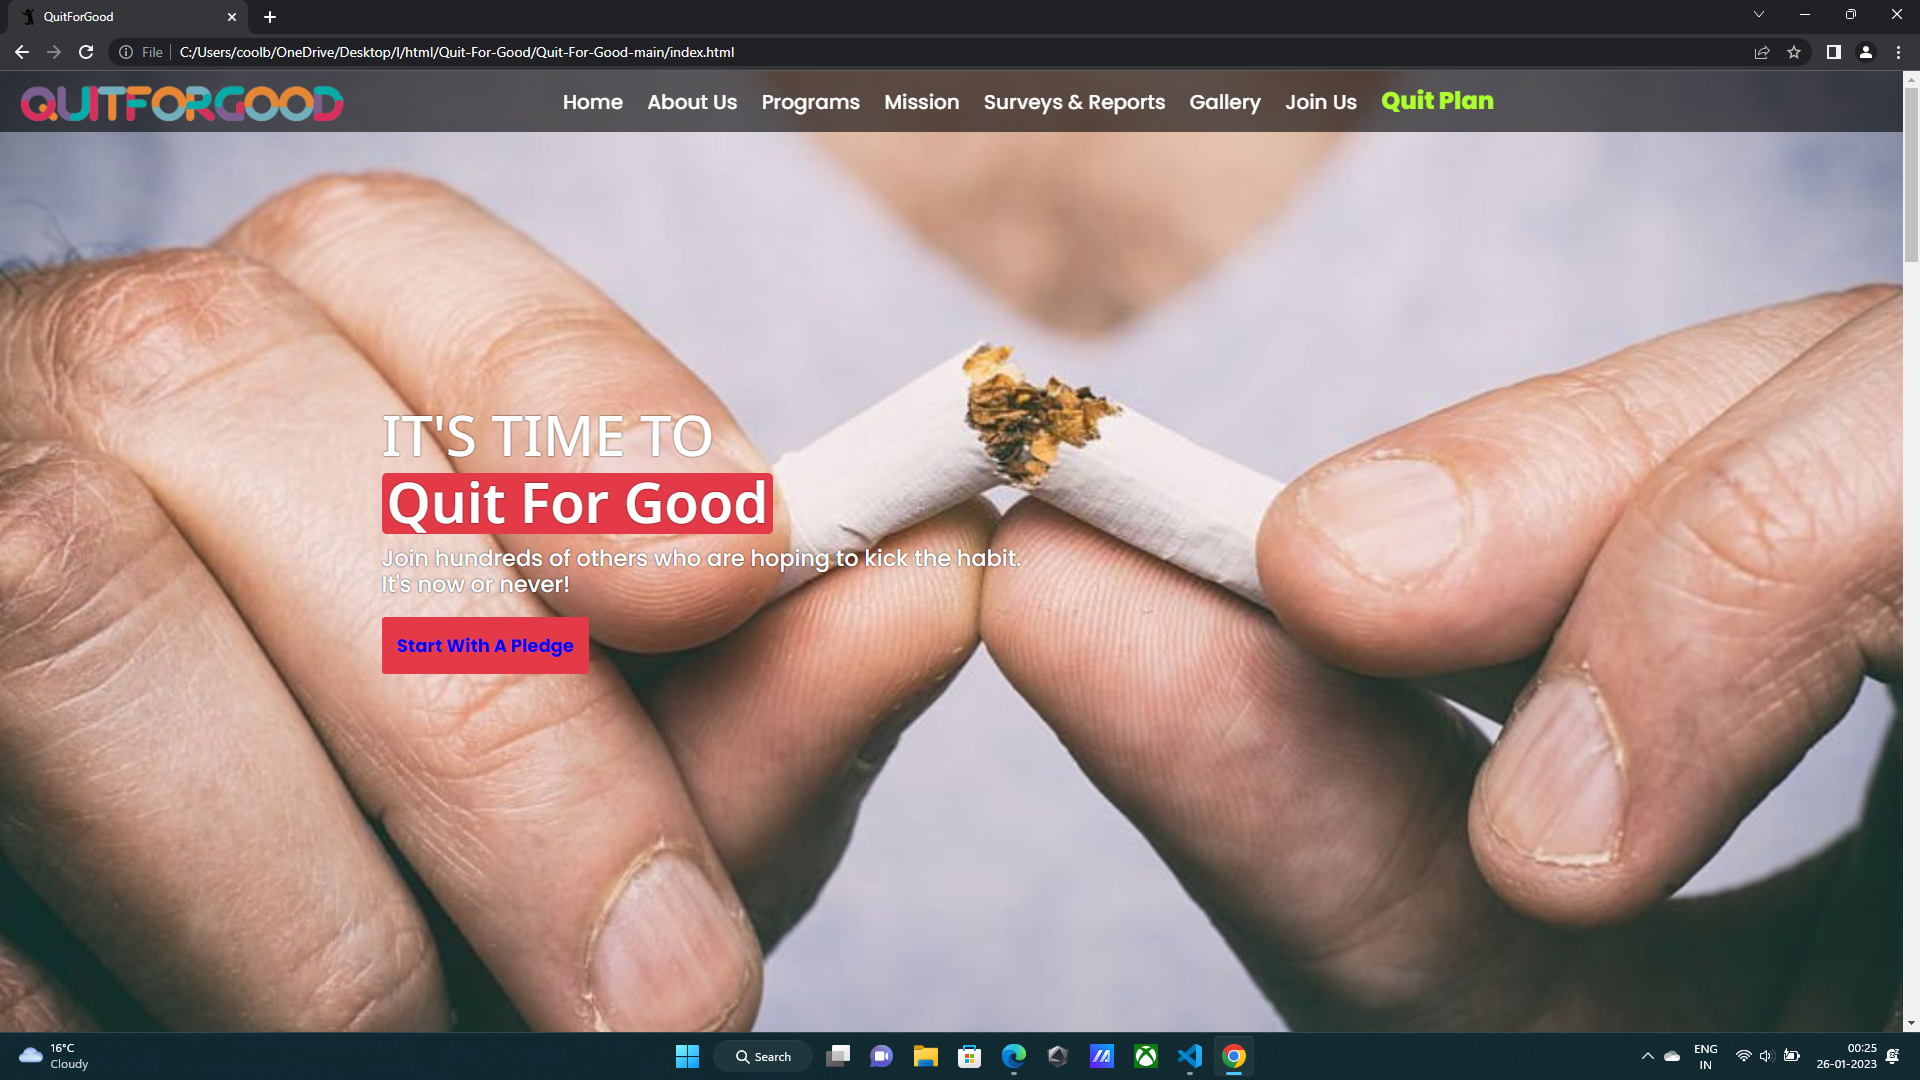 QuitForGood
File
C:/Users/coolb/OneDrive/Desktop/I/html/Quit-For-Good/Quit-For-Good-main/index.html
QUITFORGOOD
Home About Us Programs Mission Surveys & Reports Gallery Join Us Quit Plan
IT'S TIME TO
Quit For Good
Join hundreds of others who are hoping to kick the habit.
It's now or never!
Start With A Pledge
16°C
Cloudy
Search
ENG
IN
00:25
26-01-2023